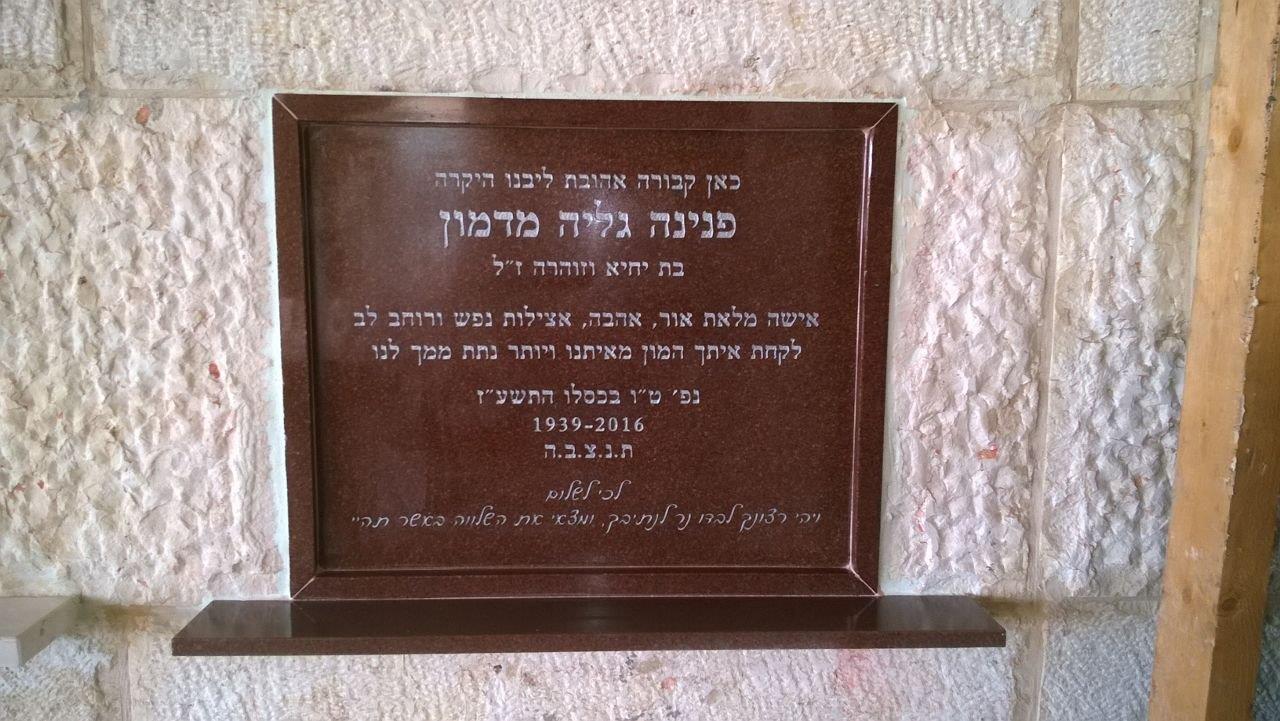 כאן קבורה אהובת ליבנו היקרה
פנינה גליה מדמון
בת יחיא וזוהרה ז״ל
אישה מלאת אור, אהבה, אצילות נפש ורוחב לב
לקחת איתך המון מאיתנו ויותר נתת ממך לנו
נפ׳ ט״ו בכסלו התשע״ז
1939-2016
ת.נ.צ.ב.ה.
לכי לשלום
ויהי רצונך לבדו נר לנתיבך, ומצאי את השלווה באשר תהיי